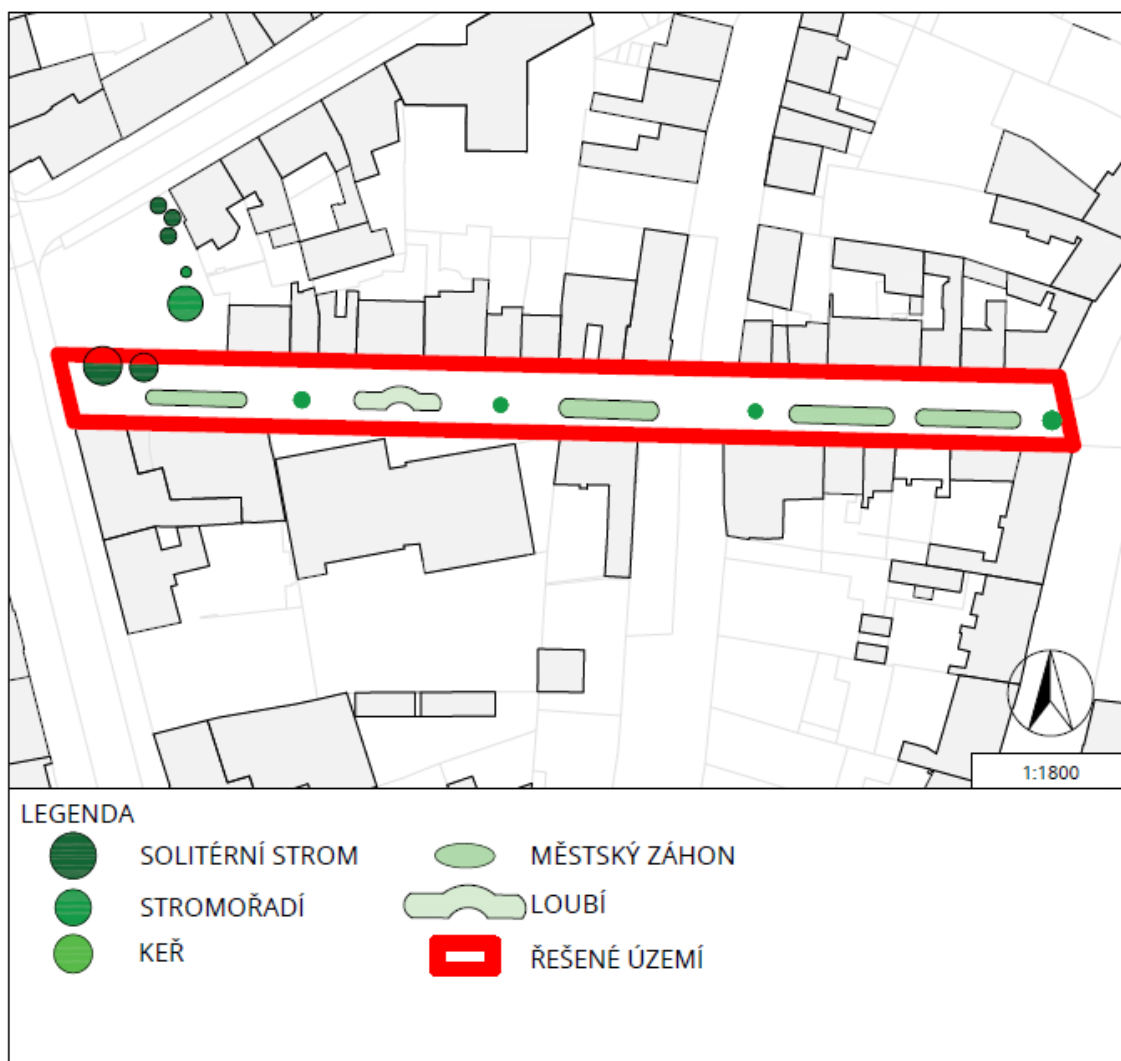 1:1800
LEGENDA
SOLITÉRNÍ STROM
MĚSTSKÝ ZÁHON
STROMOŘADÍ
LOUBÍ
KEŘ
ŘEŠENÉ ÚZEMÍ